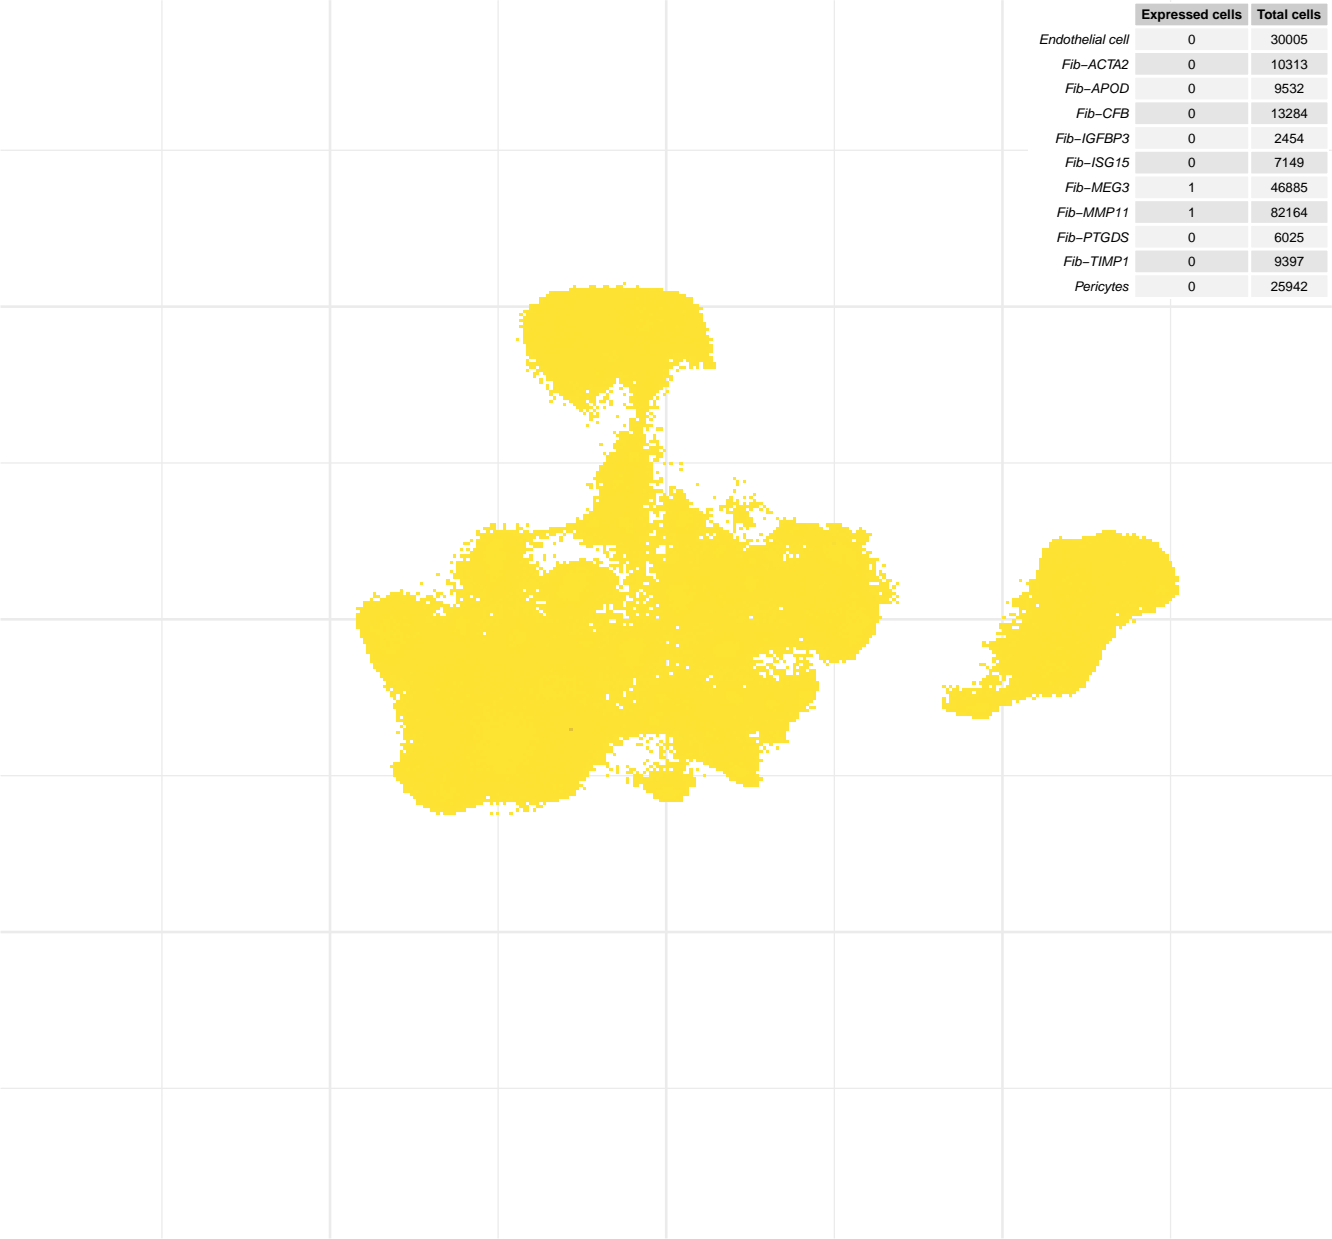 Expressed cells Total cells
Endothelial cell 0 30005
Fib−ACTA2 0 10313
Fib−APOD 0 9532
Fib−CFB 0 13284
Fib−IGFBP3 0 2454
Fib−ISG15 0 7149
Fib−MEG3 1 46885
Fib−MMP11 1 82164
Fib−PTGDS 0 6025
Fib−TIMP1 0 9397
Pericytes 0 25942